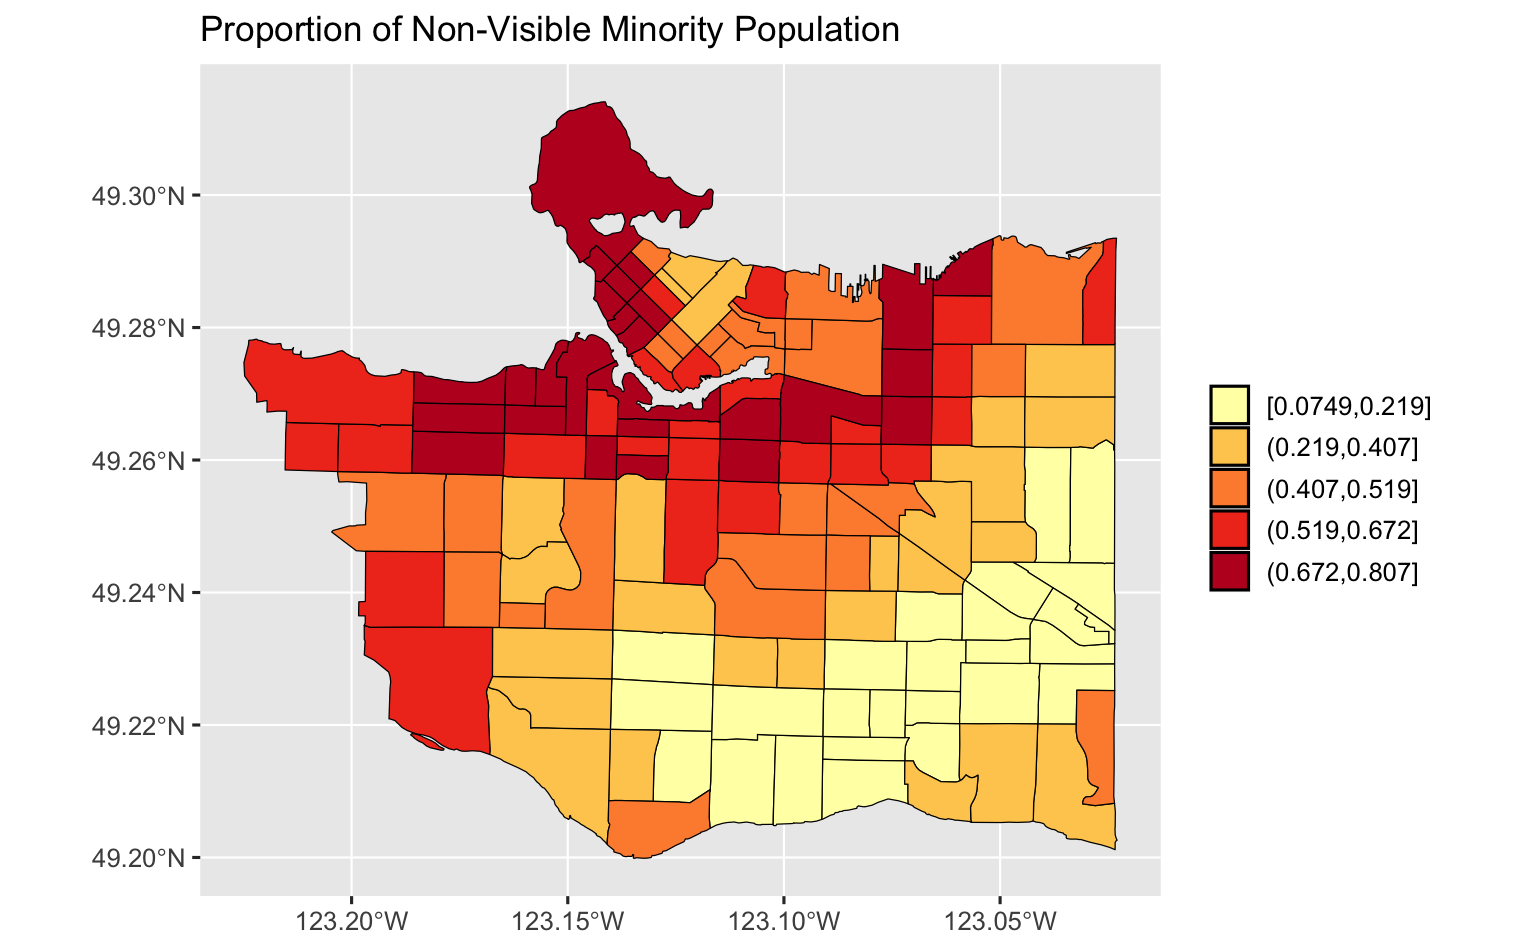 Proportion of Non-Visible Minority Population
49.30°N
49.28°N
49.26°N
49.24°N
49.22°N
49.20°N
123.20°W
123.15°W
123.10°W
123.05°W
[0.0749,0.219]
(0.219,0.407]
(0.407,0.519]
(0.519,0.672]
(0.672,0.807]